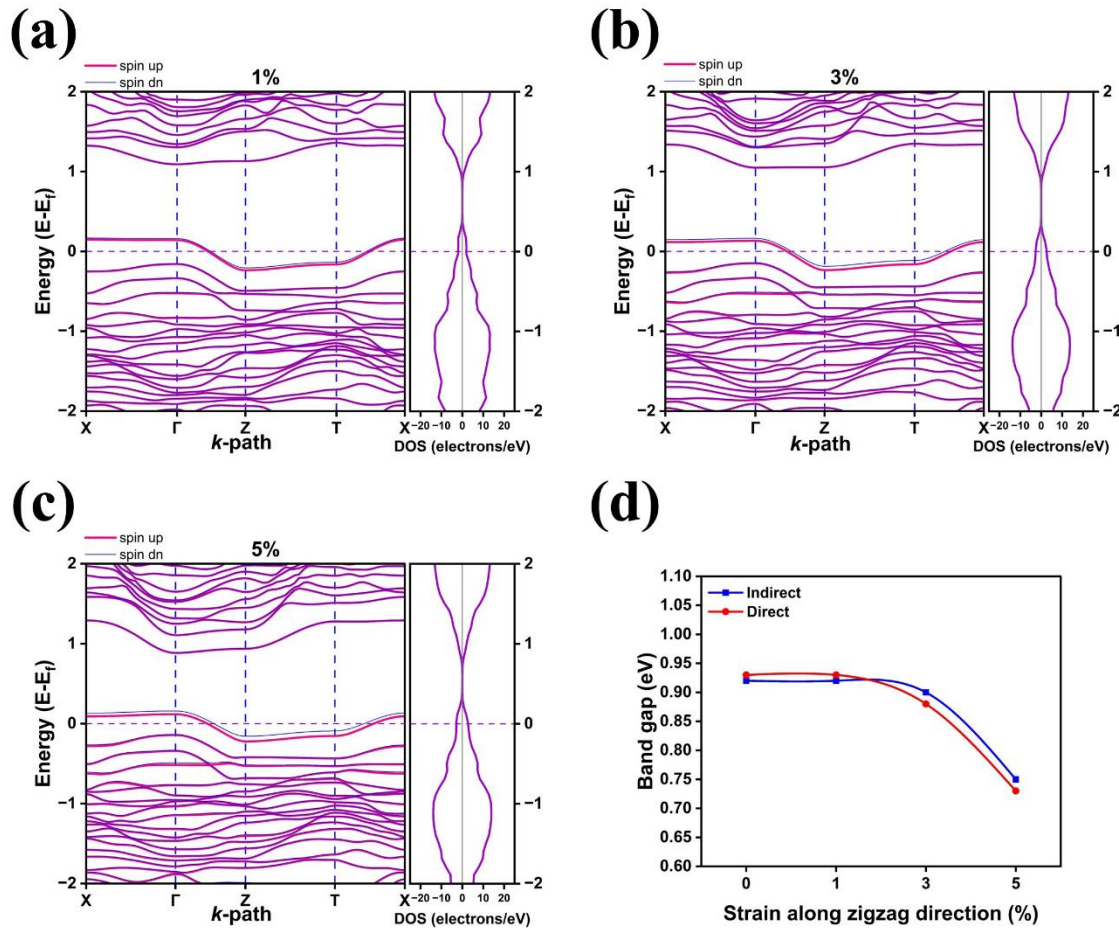 (a)
spin up
spin dn
1%
2
1
0
−1
−2
Energy (E-Ef)
2
1
0
−1
−2
X
Γ
Z
T
X
k-path
−20 −10 0 10 20
DOS (electrons/eV)
(b)
spin up
spin dn
3%
2
1
0
−1
−2
Energy (E-Ef)
2
1
0
−1
−2
X
Γ
Z
T
X
k-path
−20 −10 0 10 20
DOS (electrons/eV)
(c)
spin up
spin dn
5%
2
1
0
−1
−2
Energy (E-Ef)
2
1
0
−1
−2
X
Γ
Z
T
X
k-path
−20 −10 0 10 20
DOS (electrons/eV)
(d)
Indirect
Direct
1.10
1.05
1.00
0.95
0.90
0.85
0.80
0.75
0.70
0.65
0.60
Band gap (eV)
0 1 3 5
Strain along zigzag direction (%)